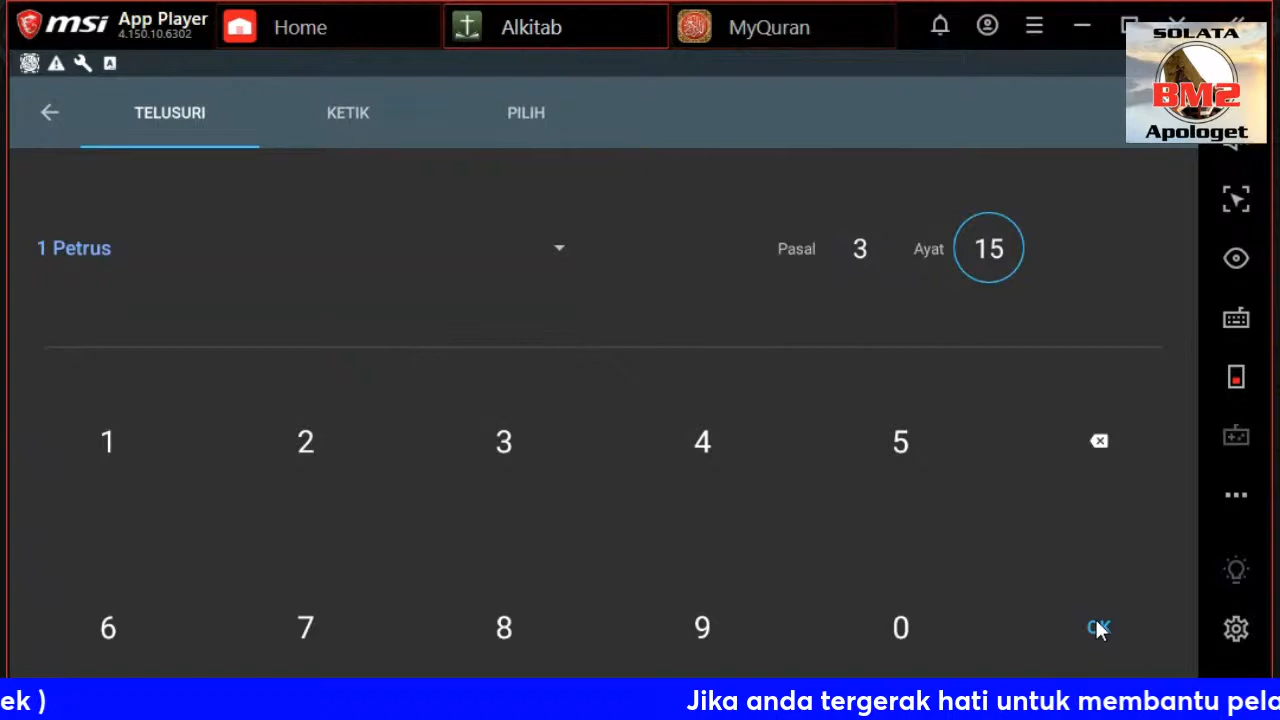 msi App Player
4.150.10.6302
Home
Alkitab
MyQuran
SOLATA
BM2
Apologet
TELUSURI
KETIK
PILIH
1 Petrus
Pasal 3 Ayat 15
1 2 3 4 5
6 7 8 9 0 OK
ek ) Jika anda tergerak hati untuk membantu pela